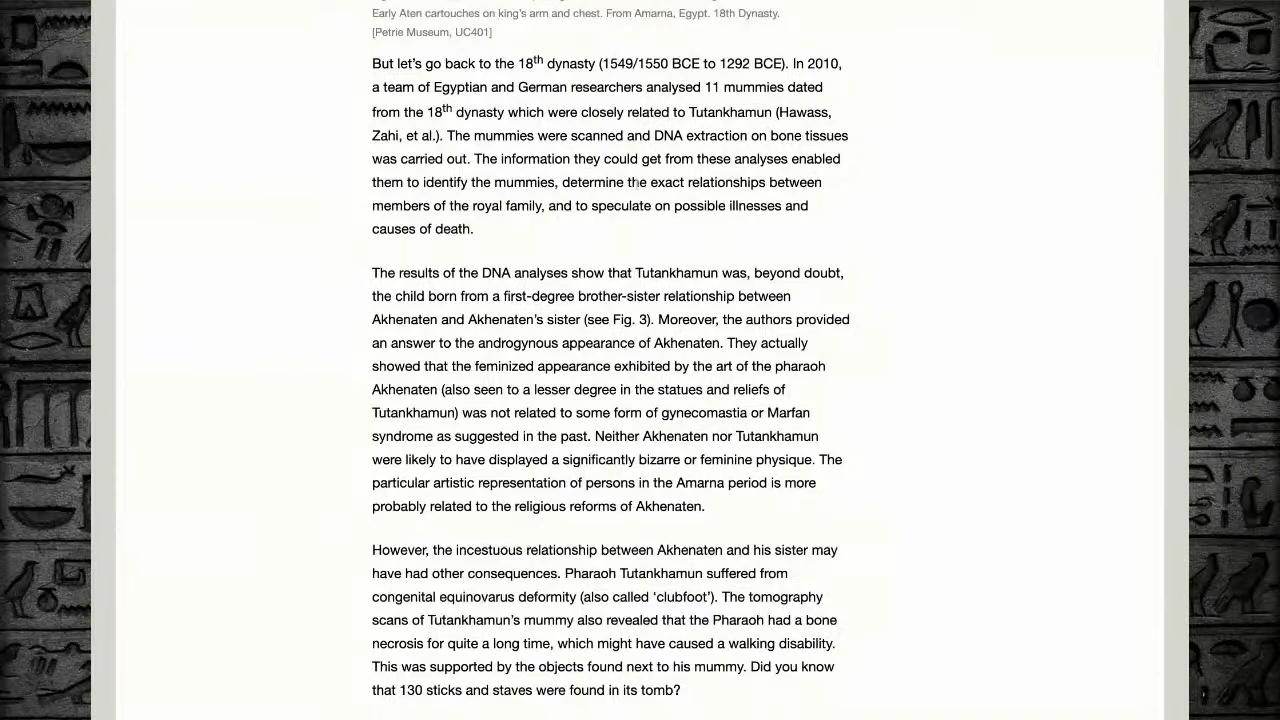 Early Aten cartouches on king's arm and chest. From Amarna, Egypt. 18th Dynasty.
[Petrie Museum, UC401]
But let’s go back to the 18th dynasty (1549/1550 BCE to 1292 BCE). In 2010,
a team of Egyptian and German researchers analysed 11 mummies dated
from the 18th dynasty which were closely related to Tutankhamun (Hawass,
Zahi, et al.). The mummies were scanned and DNA extraction on bone tissues
was carried out. The information they could get from these analyses enabled
them to identify the mummies, determine the exact relationships between
members of the royal family, and to speculate on possible illnesses and
causes of death.
The results of the DNA analyses show that Tutankhamun was, beyond doubt,
the child born from a first-degree brother-sister relationship between
Akhenaten and Akhenaten’s sister (see Fig. 3). Moreover, the authors provided
an answer to the androgynous appearance of Akhenaten. They actually
showed that the feminized appearance exhibited by the art of the pharaoh
Akhenaten (also seen to a lesser degree in the statues and reliefs of
Tutankhamun) was not related to some form of gynecomastia or Marfan
syndrome as suggested in the past. Neither Akhenaten nor Tutankhamun
were likely to have displayed a significantly bizarre or feminine physique. The
particular artistic representation of persons in the Amarna period is more
probably related to the religious reforms of Akhenaten.
However, the incestuous relationship between Akhenaten and his sister may
have had other consequences. Pharaoh Tutankhamun suffered from
congenital equinovarus deformity (also called ‘clubfoot’). The tomography
scans of Tutankhamun’s mummy also revealed that the Pharaoh had a bone
necrosis for quite a long time, which might have caused a walking disability.
This was supported by the objects found next to his mummy. Did you know
that 130 sticks and staves were found in its tomb?